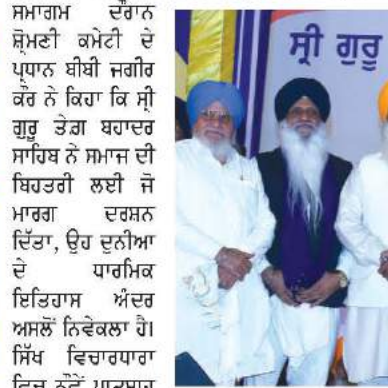 ਸਮਾਗਮ ਦੌਰਾਨ
ਸ਼੍ਰੋਮਣੀ ਕਮੇਟੀ ਦੇ
ਪ੍ਰਧਾਨ ਬੀਬੀ ਜਗੀਰ
ਕੌਰ ਨੇ ਕਿਹਾ ਕਿ ਸ੍ਰੀ
ਗੁਰੂ ਤੇਗ਼ ਬਹਾਦਰ
ਸਾਹਿਬ ਨੇ ਸਮਾਜ ਦੀ
ਬਿਹਤਰੀ ਲਈ ਜੋ
ਮਾਰਗ ਦਰਸ਼ਨ
ਦਿੱਤਾ, ਉਹ ਦੁਨੀਆ
ਦੇ ਧਾਰਮਿਕ
ਇਤਿਹਾਸ ਅੰਦਰ
ਅਸਲੋਂ ਨਿਵੇਕਲਾ ਹੈ।
ਸਿੱਖ ਵਿਚਾਰਧਾਰਾ
ਵਿਚ ਨੌਵੇਂ ਪਾਤਸ਼ਾਹ
ਸ੍ਰੀ ਗੁਰੂ